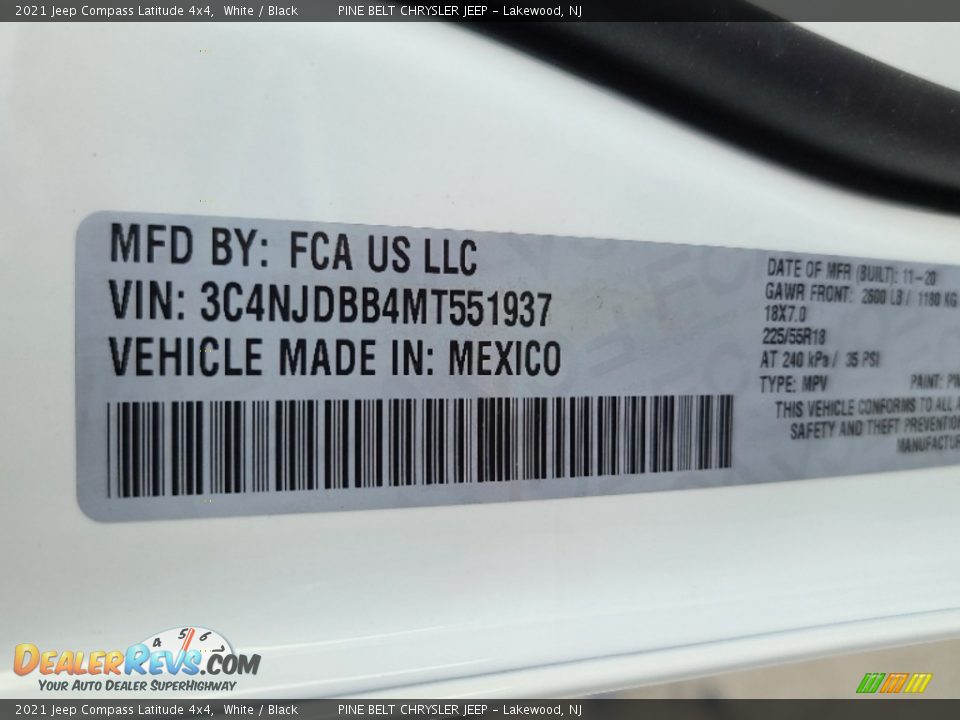 2021 Jeep Compass Latitude 4x4, White / Black PINE BELT CHRYSLER JEEP - Lakewood, NJ
MFD BY: FCA US LLC
VIN: 3C4NJDBB4MT551937
VEHICLE MADE IN: MEXICO
DATE OF MFR (BUILT): 11-20
GAWR FRONT: 2600 LB / 1180 KG
18X7.0
225/55R18
AT 240 kPa / 35 PSI
TYPE: MPV PAINT:
THIS VEHICLE CONFORMS TO ALL
SAFETY AND THEFT PREVENTION
MANUFACTUR
4 5 6
DEALERREVS.COM
YOUR AUTO DEALER SUPERHIGHWAY
2021 Jeep Compass Latitude 4x4, White / Black PINE BELT CHRYSLER JEEP - Lakewood, NJ